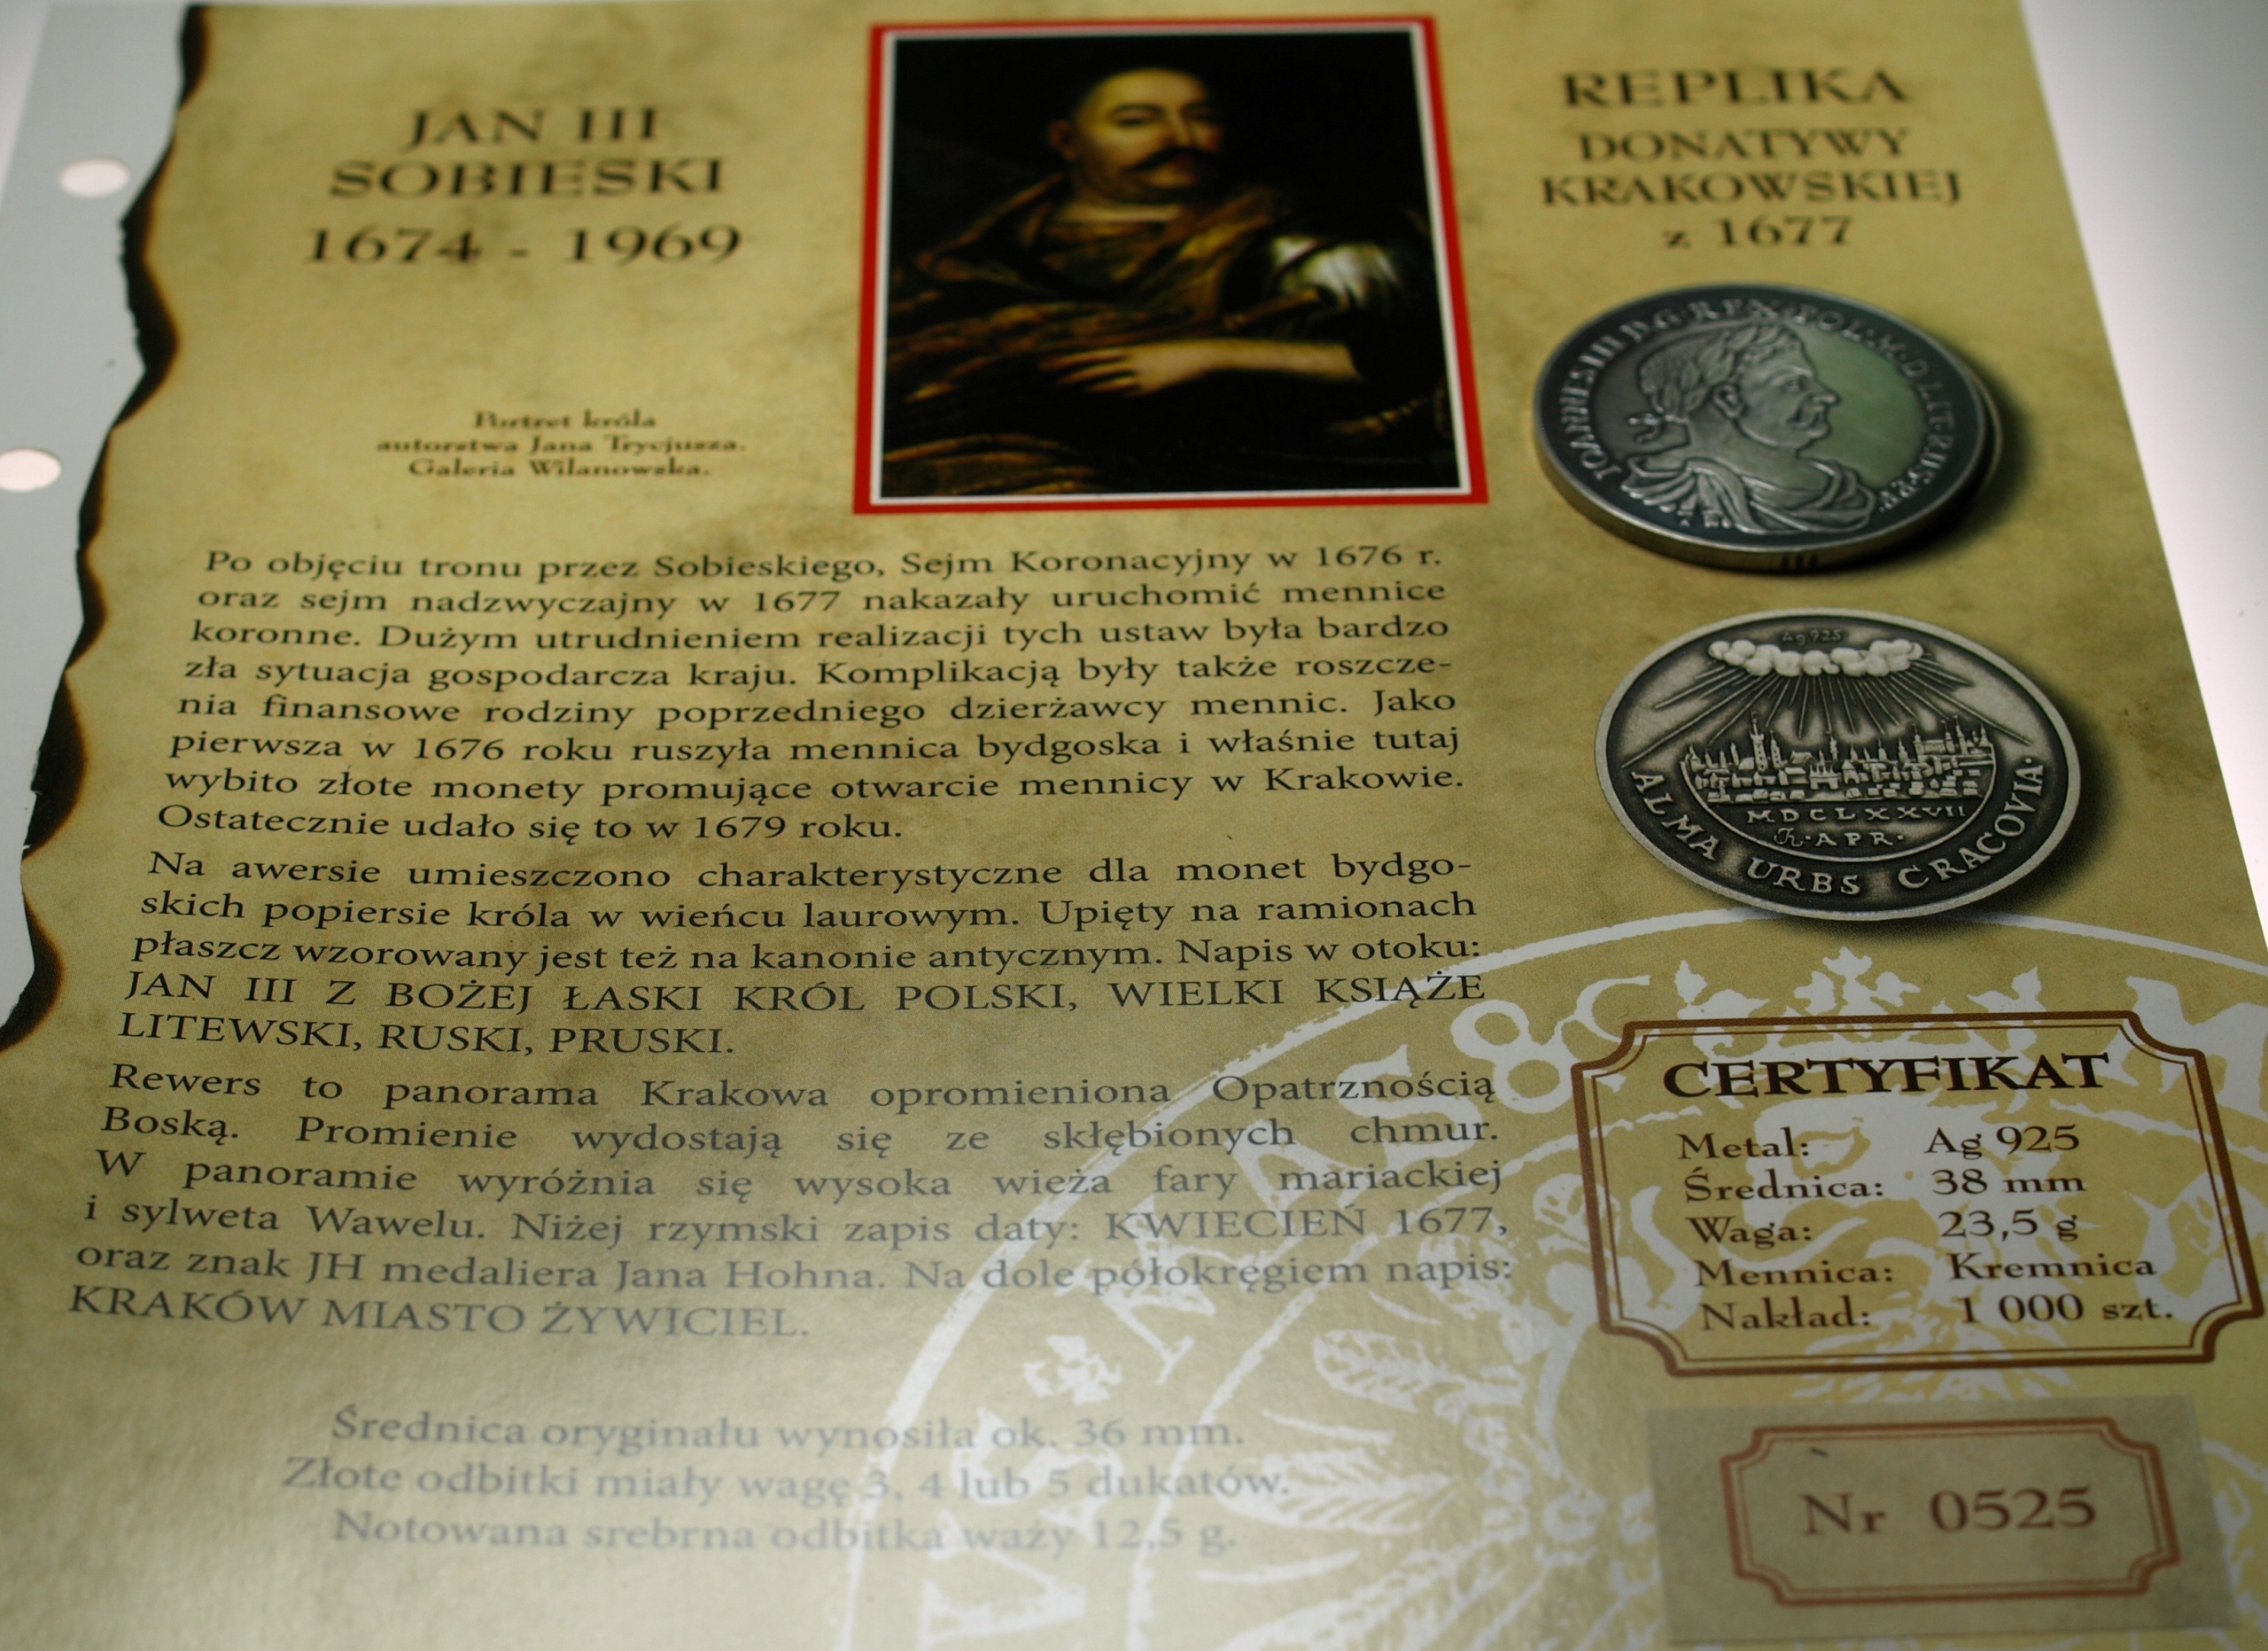 JAN III
SOBIESKI
1674 - 1969
Portret króla
autorstwa Jana Trycjusza.
Galeria Wilanowska.
REPLIKA
DONATYWY
KRAKOWSKIEJ
z 1677
JOANNES III D.G. REX POL. M. D. LIT. RUS. PR.
Ag 925
MDCLXXVII
APR.
ALMA URBS CRACOVIA.
Po objęciu tronu przez Sobieskiego, Sejm Koronacyjny w 1676 r.
oraz sejm nadzwyczajny w 1677 nakazały uruchomić mennice
koronne. Dużym utrudnieniem realizacji tych ustaw była bardzo
zła sytuacja gospodarcza kraju. Komplikacją były także roszcze-
nia finansowe rodziny poprzedniego dzierżawcy mennic. Jako
pierwsza w 1676 roku ruszyła mennica bydgoska i właśnie tutaj
wybito złote monety promujące otwarcie mennicy w Krakowie.
Ostatecznie udało się to w 1679 roku.
Na awersie umieszczono charakterystyczne dla monet bydgo-
skich popiersie króla w wieńcu laurowym. Upięty na ramionach
płaszcz wzorowany jest też na kanonie antycznym. Napis w otoku:
JAN III Z BOŻEJ ŁASKI KRÓL POLSKI, WIELKI KSIĄŻE
LITEWSKI, RUSKI, PRUSKI.
Rewers to panorama Krakowa opromieniona Opatrznością
Boską. Promienie wydostają się ze skłębionych chmur.
W panoramie wyróżnia się wysoka wieża fary mariackiej
i sylweta Wawelu. Niżej rzymski zapis daty: KWIECIEŃ 1677,
oraz znak JH medaliera Jana Hohna. Na dole półokręgiem napis:
KRAKÓW MIASTO ŻYWICIEL.
Średnica oryginału wynosiła ok. 36 mm.
Złote odbitki miały wagę 3, 4 lub 5 dukatów.
Notowana srebrna odbitka waży 12,5 g.
CERTYFIKAT
Metal: Ag 925
Średnica: 38 mm
Waga: 23,5 g
Mennica: Kremnica
Nakład: 1 000 szt.
Nr 0525